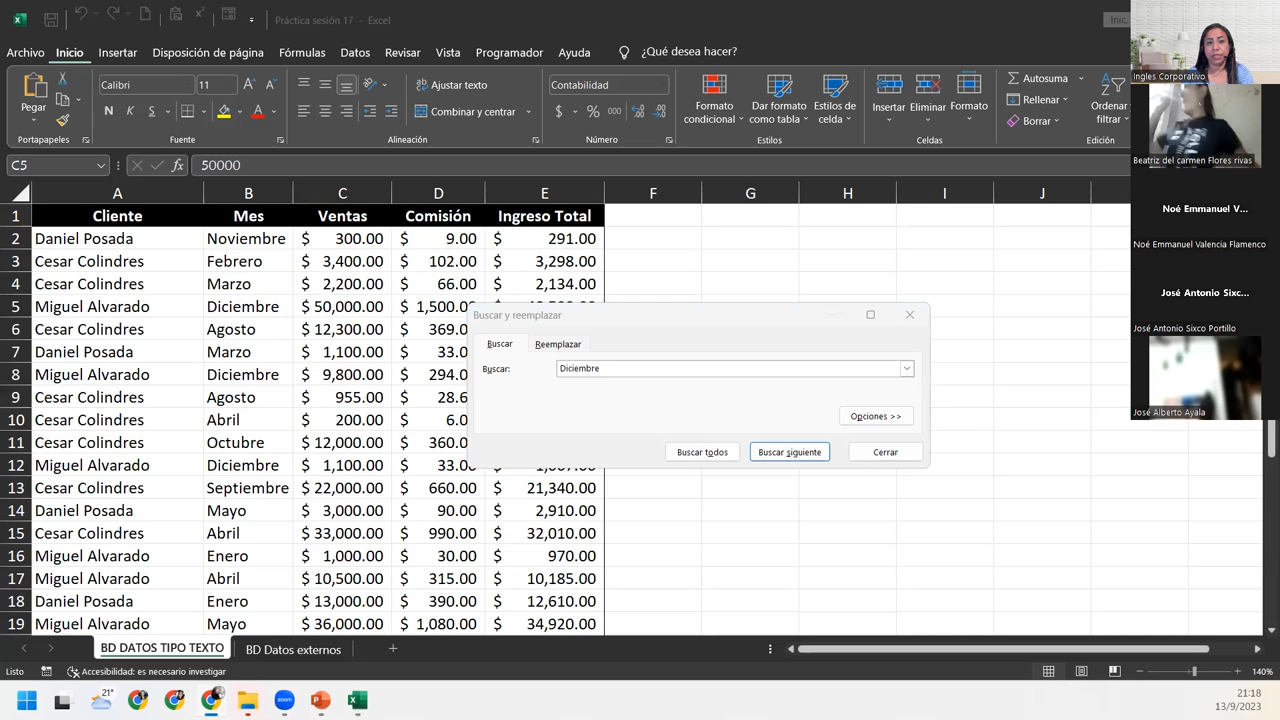 Práctica sesión 17 - Excel
Inic
Archivo Inicio Insertar Disposición de página Fórmulas Datos Revisar Vista Programador Ayuda ¿Qué desea hacer?
Pegar
Portapapeles
Calibri 11
N K S
Fuente
Ajustar texto
Combinar y centrar
Alineación
Contabilidad
$ % 000
Número
Formato condicional
Dar formato como tabla
Estilos de celda
Estilos
Insertar Eliminar Formato
Celdas
Autosuma
Rellenar
Borrar
Ordenar filtrar
Edición
C5 fx 50000
A B C D E F G H I J
1 Cliente Mes Ventas Comisión Ingreso Total
2 Daniel Posada Noviembre $ 300.00 $ 9.00 $ 291.00
3 Cesar Colindres Febrero $ 3,400.00 $ 102.00 $ 3,298.00
4 Cesar Colindres Marzo $ 2,200.00 $ 66.00 $ 2,134.00
5 Miguel Alvarado Diciembre $ 50,000.00 $ 1,500.0
6 Cesar Colindres Agosto $ 12,300.00 $ 369.0
7 Daniel Posada Marzo $ 1,100.00 $ 33.0
8 Miguel Alvarado Diciembre $ 9,800.00 $ 294.0
9 Cesar Colindres Agosto $ 955.00 $ 28.6
10 Cesar Colindres Abril $ 200.00 $ 6.0
11 Cesar Colindres Octubre $ 12,000.00 $ 360.0
12 Miguel Alvarado Diciembre $ 1,100.00 $ 33.0
13 Cesar Colindres Septiembre $ 22,000.00 $ 660.00 $ 21,340.00
14 Daniel Posada Mayo $ 3,000.00 $ 90.00 $ 2,910.00
15 Cesar Colindres Abril $ 33,000.00 $ 990.00 $ 32,010.00
16 Miguel Alvarado Enero $ 1,000.00 $ 30.00 $ 970.00
17 Miguel Alvarado Abril $ 10,500.00 $ 315.00 $ 10,185.00
18 Daniel Posada Enero $ 13,000.00 $ 390.00 $ 12,610.00
19 Miguel Alvarado Mayo $ 36,000.00 $ 1,080.00 $ 34,920.00
Buscar y reemplazar
Buscar Reemplazar
Buscar: Diciembre
Opciones >>
Buscar todos Buscar siguiente Cerrar
Ingles Corporativo
Beatriz del carmen Flores rivas
Noé Emmanuel V...
Noé Emmanuel Valencia Flamenco
José Antonio Sixc...
José Antonio Sixco Portillo
José Alberto Ayala
BD DATOS TIPO TEXTO BD Datos externos
Listo Accesibilidad: es necesario investigar 140%
21° zoom
21:18
13/9/2023